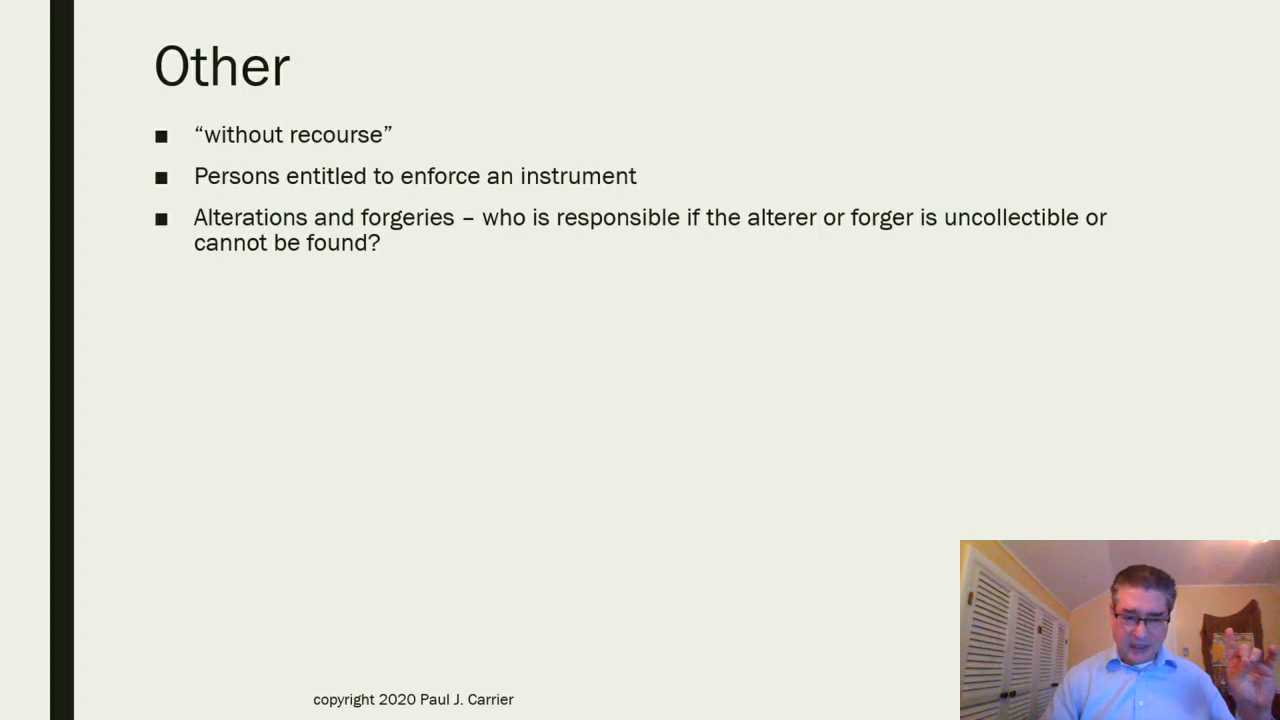 Other
■ “without recourse”
■ Persons entitled to enforce an instrument
■ Alterations and forgeries – who is responsible if the alterer or forger is uncollectible or
cannot be found?
copyright 2020 Paul J. Carrier